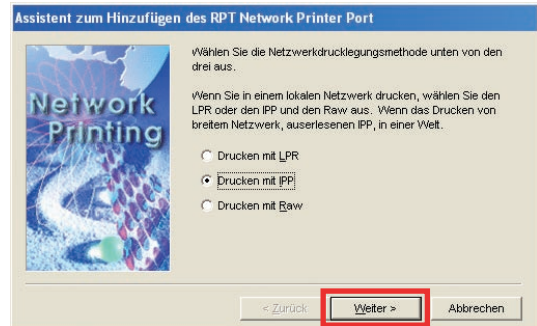 Assistent zum Hinzufügen des RPT Network Printer Port
Network
Printing
Wählen Sie die Netzwerkdrucklegungsmethode unten von den
drei aus.
Wenn Sie in einem lokalen Netzwerk drucken, wählen Sie den
LPR oder den IPP und den Raw aus. Wenn das Drucken von
breitem Netzwerk, auserlesenen IPP, in einer Welt.
Drucken mit LPR
Drucken mit IPP
Drucken mit Raw
< Zurück
Weiter >
Abbrechen